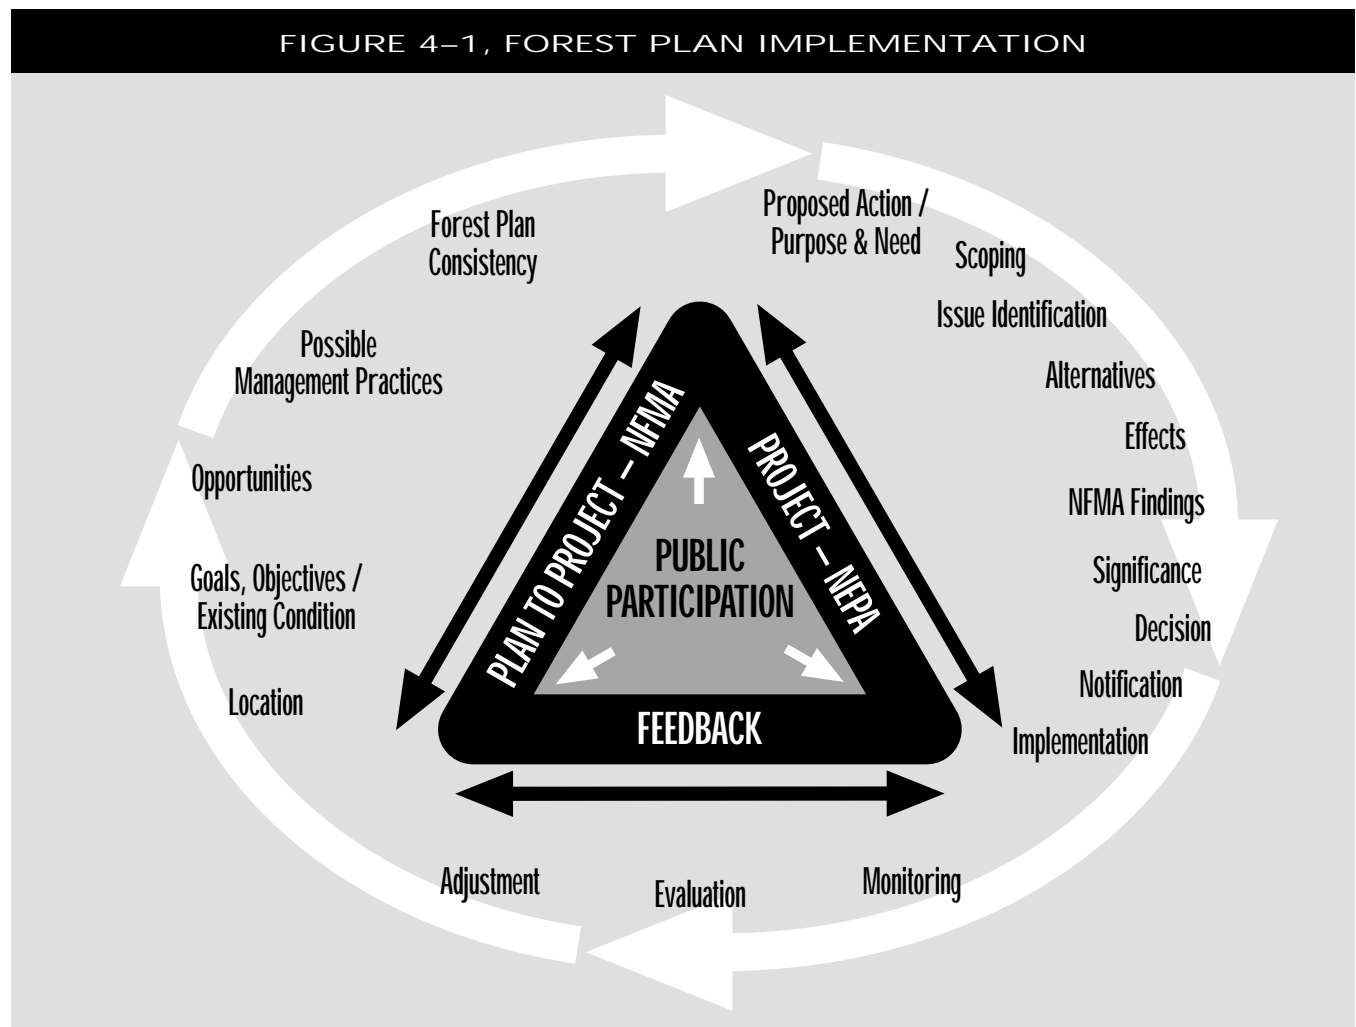 FIGURE 4–1, FOREST PLAN IMPLEMENTATION
Proposed Action /
Purpose & Need
Scoping
Issue Identification
Alternatives
Effects
NFMA Findings
Significance
Decision
Notification
Implementation
Monitoring
Evaluation
Adjustment
Location
Goals, Objectives /
Existing Condition
Opportunities
Possible
Management Practices
Forest Plan
Consistency
PLAN TO PROJECT – NFMA
PROJECT – NEPA
FEEDBACK
PUBLIC
PARTICIPATION